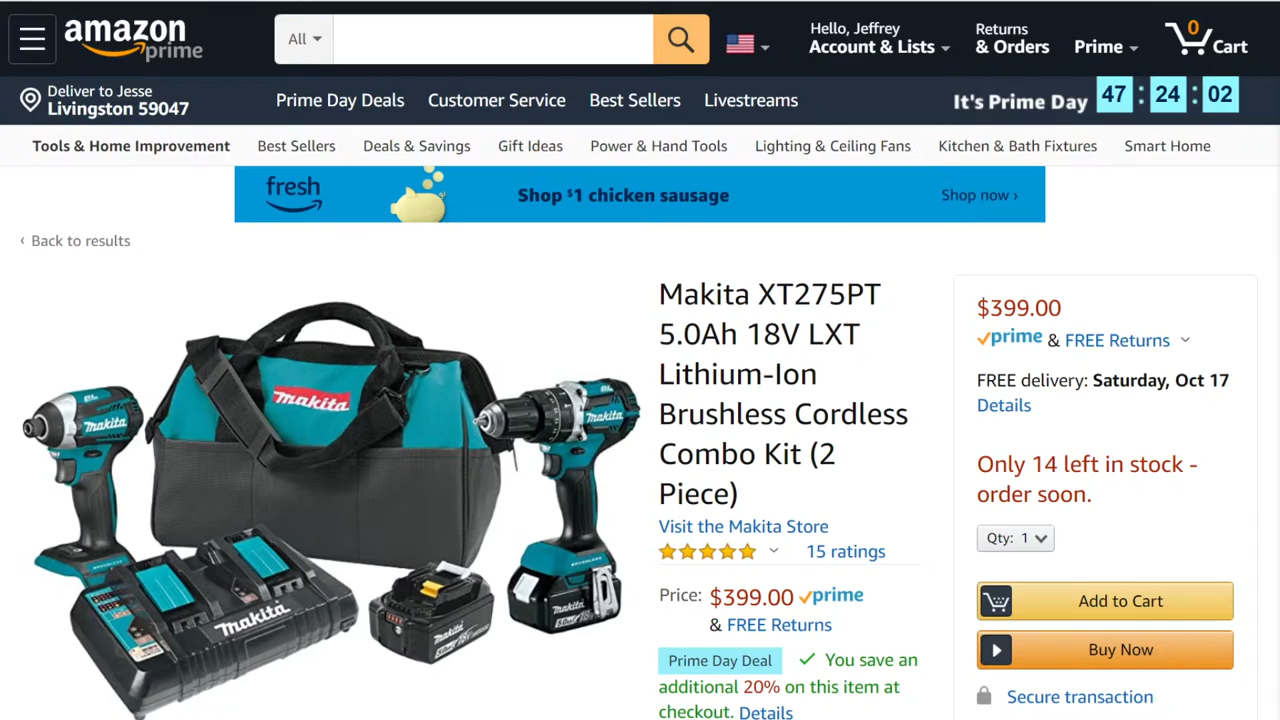 amazon
prime
All
Hello, Jeffrey
Account & Lists
Returns
& Orders
Prime
0
Cart
Deliver to Jesse
Livingston 59047
Prime Day Deals
Customer Service
Best Sellers
Livestreams
It's Prime Day 47 : 24 : 02
Tools & Home Improvement
Best Sellers
Deals & Savings
Gift Ideas
Power & Hand Tools
Lighting & Ceiling Fans
Kitchen & Bath Fixtures
Smart Home
fresh
Shop $1 chicken sausage
Shop now ›
‹ Back to results
makita
makita
makita
makita
makita
makita
Makita XT275PT
5.0Ah 18V LXT
Lithium-Ion
Brushless Cordless
Combo Kit (2
Piece)
Visit the Makita Store
15 ratings
Price: $399.00 prime
& FREE Returns
Prime Day Deal ✓ You save an
additional 20% on this item at
checkout. Details
$399.00
prime & FREE Returns
FREE delivery: Saturday, Oct 17
Details
Only 14 left in stock -
order soon.
Qty: 1
Add to Cart
Buy Now
Secure transaction